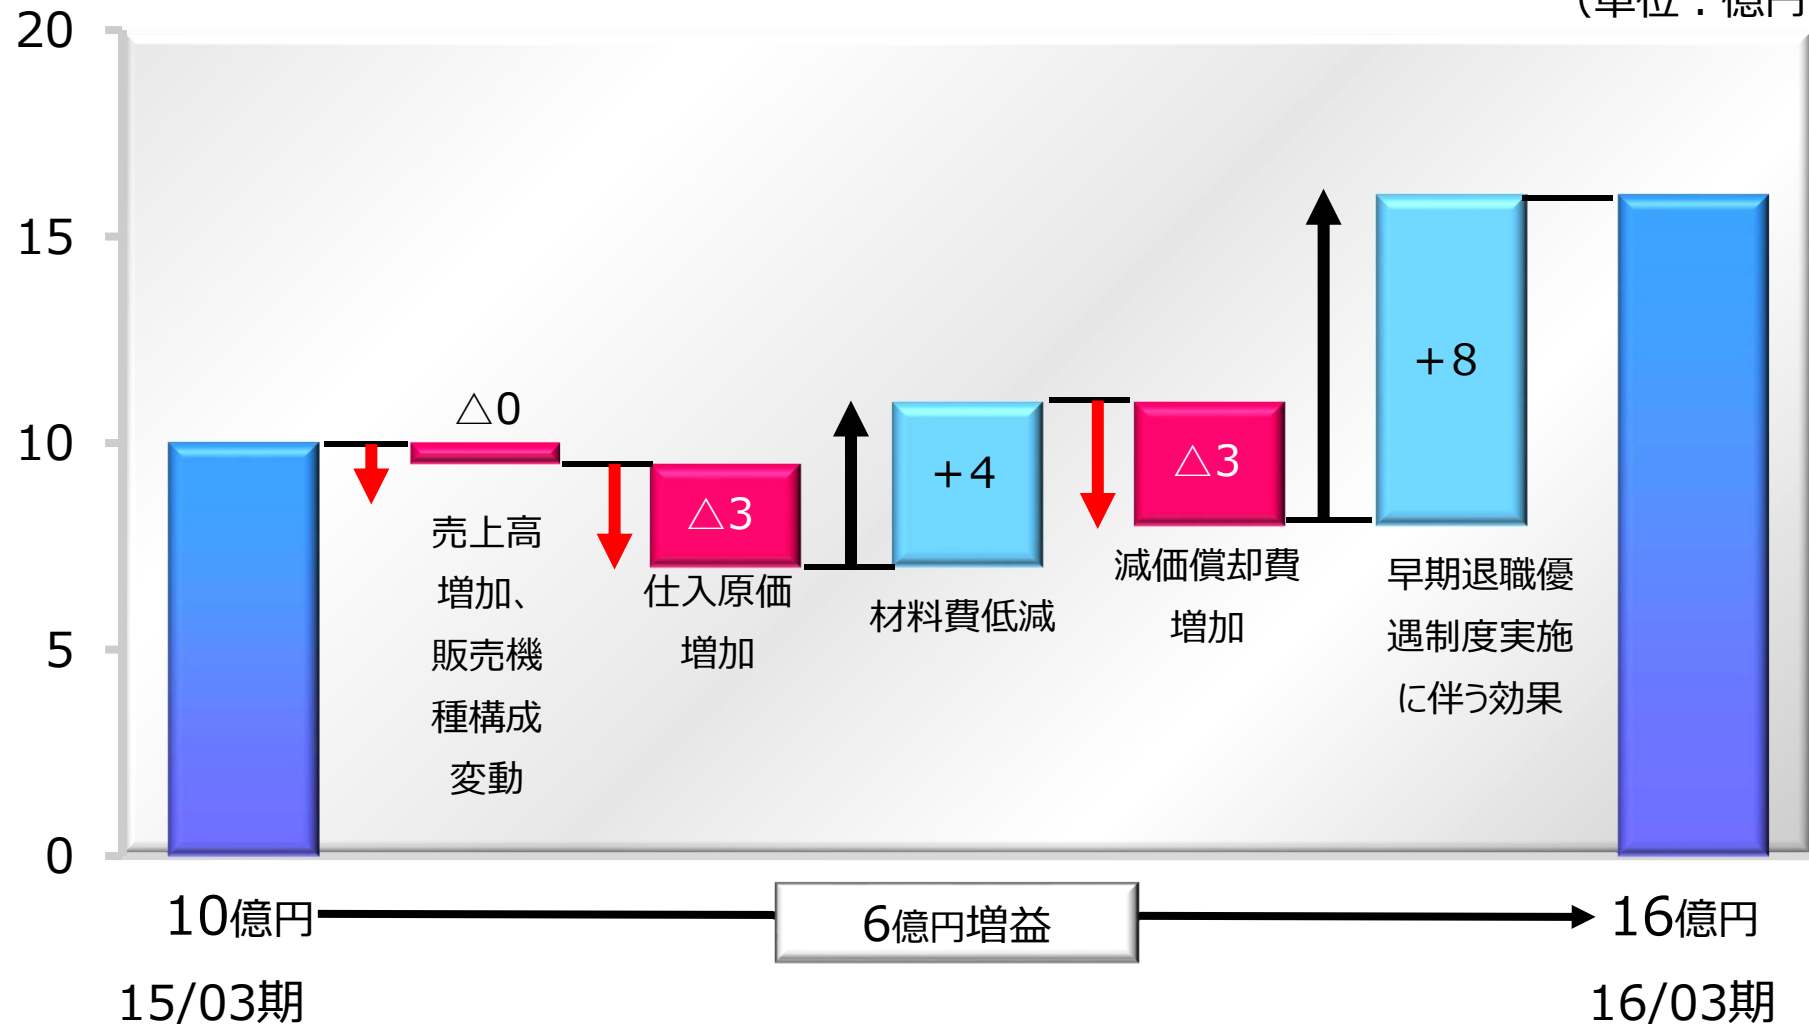 （単位：億円
20
15
10
5
0
△0
△3
＋4
△3
＋8
売上高
増加、
販売機
種構成
変動
仕入原価
増加
材料費低減
減価償却費
増加
早期退職優
遇制度実施
に伴う効果
10億円
6億円増益
16億円
15/03期
16/03期